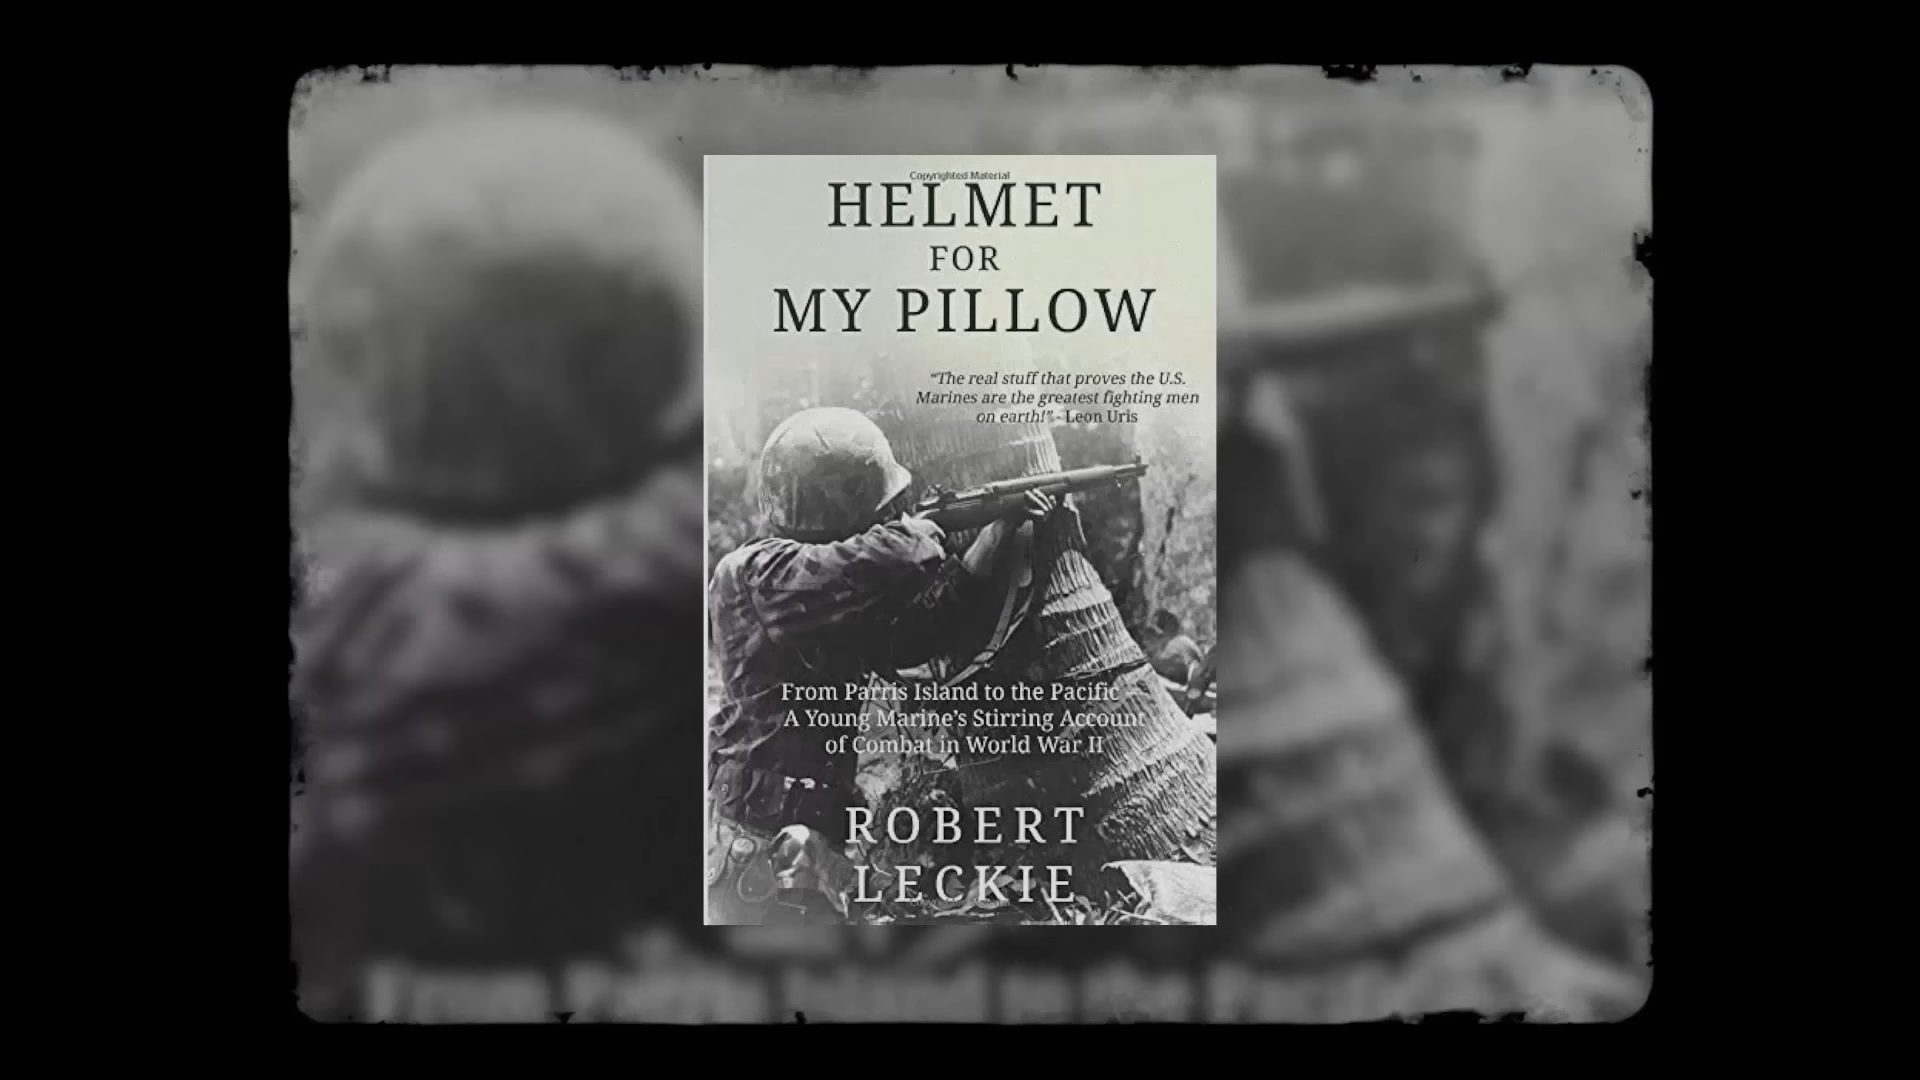 Copyrighted Material
HELMET
FOR
MY PILLOW
“The real stuff that proves the U.S.
Marines are the greatest fighting men
on earth!” - Leon Uris
From Parris Island to the Pacific –
A Young Marine’s Stirring Account
of Combat in World War II
ROBERT
LECKIE